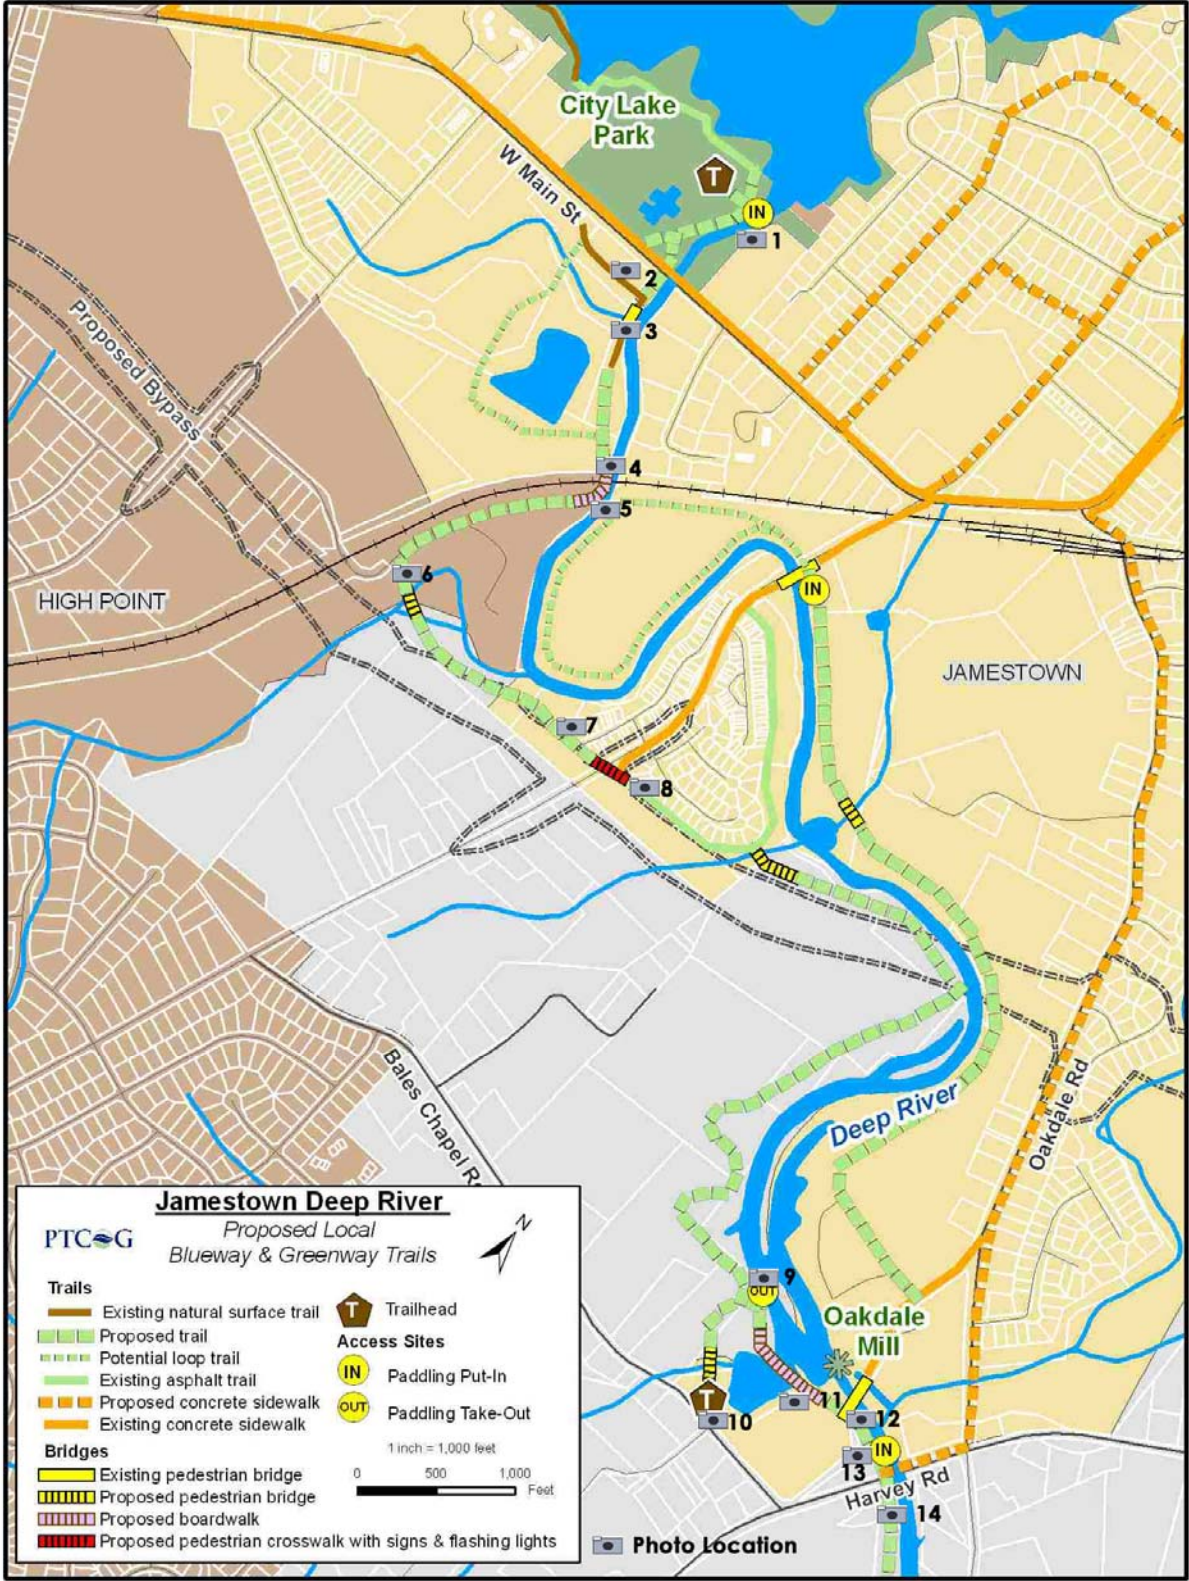 City Lake
Park
W Main St
T
IN
1
2
3
Proposed Bypass
4
5
6
IN
HIGH POINT
JAMESTOWN
7
8
Bales Chapel R
Deep River
Oakdale Rd
9
OUT
Oakdale
Mill
T
10
11
12
IN
13
Harvey Rd
14
Photo Location
Jamestown Deep River
PTCOG
Proposed Local
Blueway & Greenway Trails
N
Trails
Existing natural surface trail
Proposed trail
Potential loop trail
Existing asphalt trail
Proposed concrete sidewalk
Existing concrete sidewalk
Bridges
Existing pedestrian bridge
Proposed pedestrian bridge
Proposed boardwalk
Proposed pedestrian crosswalk with signs & flashing lights
T Trailhead
Access Sites
IN Paddling Put-In
OUT Paddling Take-Out
1 inch = 1,000 feet
0 500 1,000
Feet